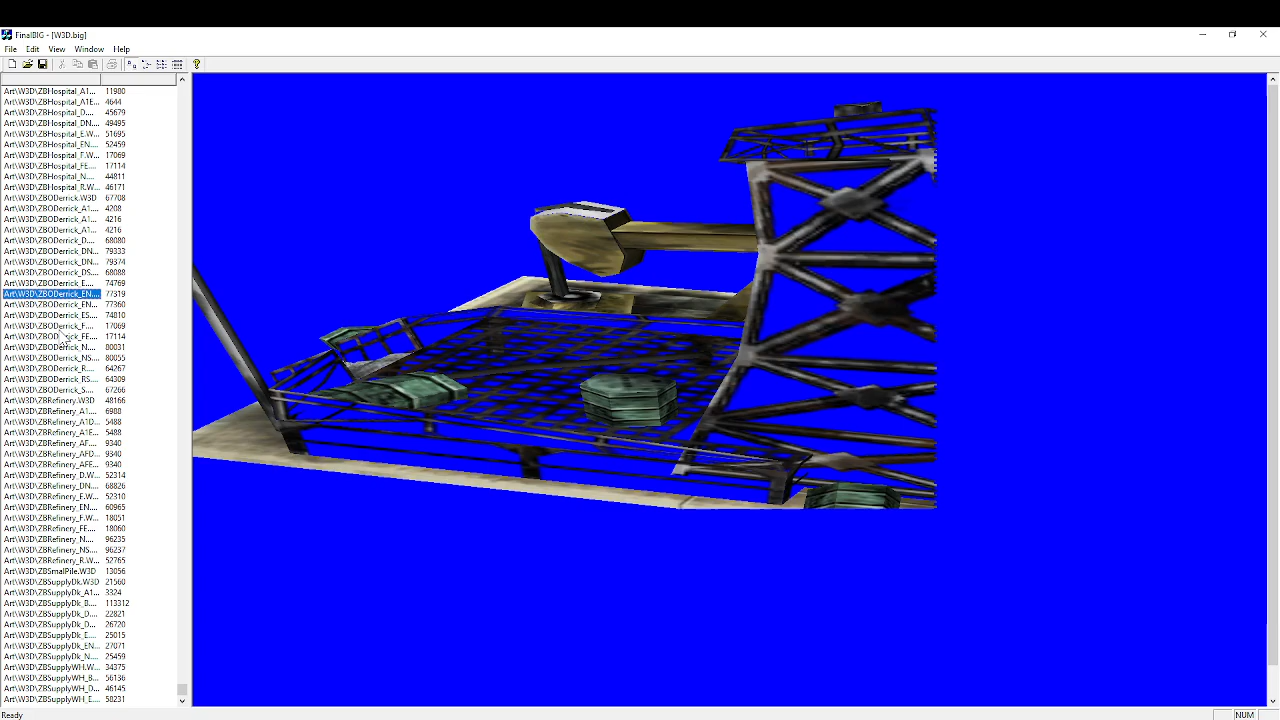 FinalBIG - [W3D.big]
File Edit View Window Help
Art\W3D\ZBHospital_A1... 11980
Art\W3D\ZBHospital_A1E... 4644
Art\W3D\ZBHospital_D.... 45679
Art\W3D\ZBHospital_DN... 49495
Art\W3D\ZBHospital_E.W... 51695
Art\W3D\ZBHospital_EN.... 52459
Art\W3D\ZBHospital_F.W... 17069
Art\W3D\ZBHospital_FE.... 17114
Art\W3D\ZBHospital_N.... 44811
Art\W3D\ZBHospital_R.W... 46171
Art\W3D\ZBODerrick.W3D 67708
Art\W3D\ZBODerrick_A1... 4208
Art\W3D\ZBODerrick_A1... 4216
Art\W3D\ZBODerrick_A1... 4216
Art\W3D\ZBODerrick_D.... 68080
Art\W3D\ZBODerrick_DN... 79333
Art\W3D\ZBODerrick_DN... 79374
Art\W3D\ZBODerrick_DS... 68088
Art\W3D\ZBODerrick_E.... 74769
Art\W3D\ZBODerrick_EN.... 77319
Art\W3D\ZBODerrick_EN... 77360
Art\W3D\ZBODerrick_ES.... 74810
Art\W3D\ZBODerrick_F.... 17069
Art\W3D\ZBODerrick_FE.... 17114
Art\W3D\ZBODerrick_N.... 80031
Art\W3D\ZBODerrick_NS... 80055
Art\W3D\ZBODerrick_R.... 64267
Art\W3D\ZBODerrick_RS... 64309
Art\W3D\ZBODerrick_S.... 67266
Art\W3D\ZBRefinery.W3D 48166
Art\W3D\ZBRefinery_A1... 6988
Art\W3D\ZBRefinery_A1D... 5488
Art\W3D\ZBRefinery_A1E... 5488
Art\W3D\ZBRefinery_AF.... 9340
Art\W3D\ZBRefinery_AFD... 9340
Art\W3D\ZBRefinery_AFE... 9340
Art\W3D\ZBRefinery_D.W... 52314
Art\W3D\ZBRefinery_DN.... 68826
Art\W3D\ZBRefinery_E.W... 52310
Art\W3D\ZBRefinery_EN.... 60965
Art\W3D\ZBRefinery_F.W... 18051
Art\W3D\ZBRefinery_FE.... 18060
Art\W3D\ZBRefinery_N.... 96235
Art\W3D\ZBRefinery_NS.... 96237
Art\W3D\ZBRefinery_R.W... 52765
Art\W3D\ZBSmalPile.W3D 13056
Art\W3D\ZBSupplyDk.W3D 21560
Art\W3D\ZBSupplyDk_A1... 3324
Art\W3D\ZBSupplyDk_B.... 113312
Art\W3D\ZBSupplyDk_D.... 22821
Art\W3D\ZBSupplyDk_D... 26720
Art\W3D\ZBSupplyDk_E.... 25015
Art\W3D\ZBSupplyDk_EN... 27071
Art\W3D\ZBSupplyDk_N... 25459
Art\W3D\ZBSupplyWH.W... 34375
Art\W3D\ZBSupplyWH_B... 56136
Art\W3D\ZBSupplyWH_D... 46145
Art\W3D\ZBSupplyWH_E.... 50231
Ready NUM